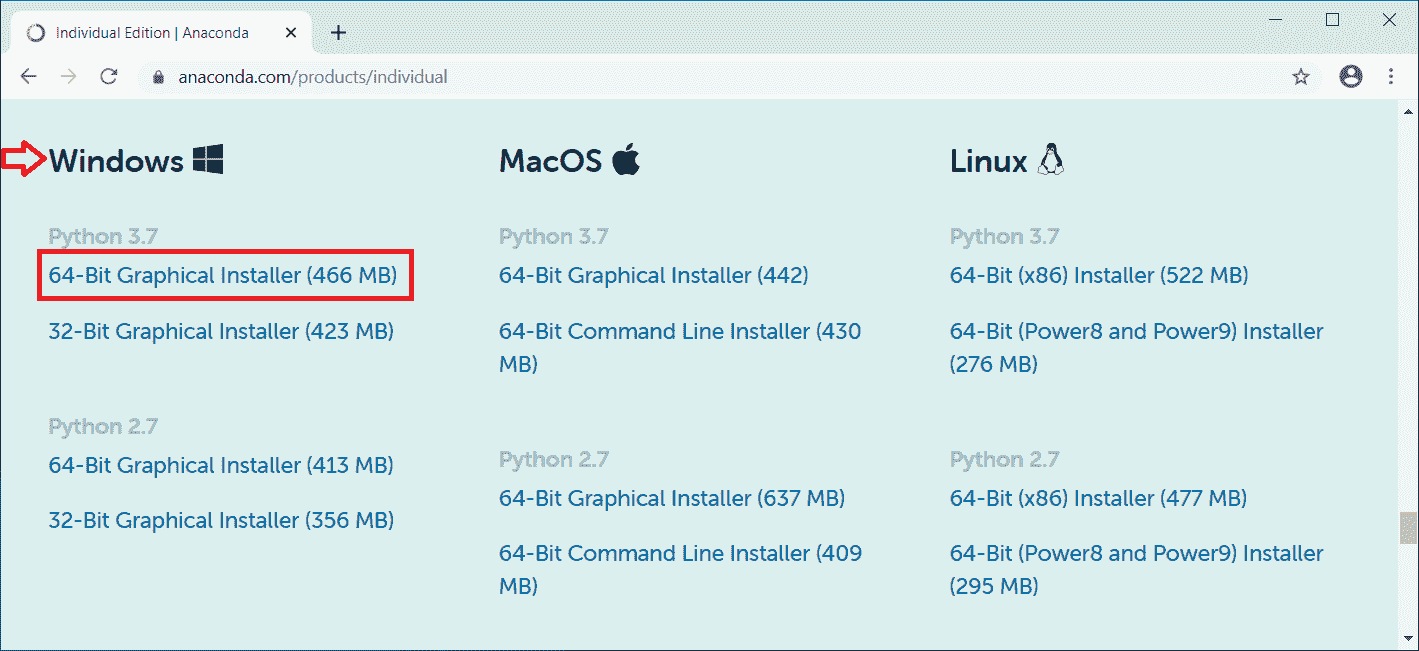 Individual Edition | Anaconda
anaconda.com/products/individual
Windows
Python 3.7
64-Bit Graphical Installer (466 MB)
32-Bit Graphical Installer (423 MB)
Python 2.7
64-Bit Graphical Installer (413 MB)
32-Bit Graphical Installer (356 MB)
MacOS
Python 3.7
64-Bit Graphical Installer (442)
64-Bit Command Line Installer (430
MB)
Python 2.7
64-Bit Graphical Installer (637 MB)
64-Bit Command Line Installer (409
MB)
Linux
Python 3.7
64-Bit (x86) Installer (522 MB)
64-Bit (Power8 and Power9) Installer
(276 MB)
Python 2.7
64-Bit (x86) Installer (477 MB)
64-Bit (Power8 and Power9) Installer
(295 MB)